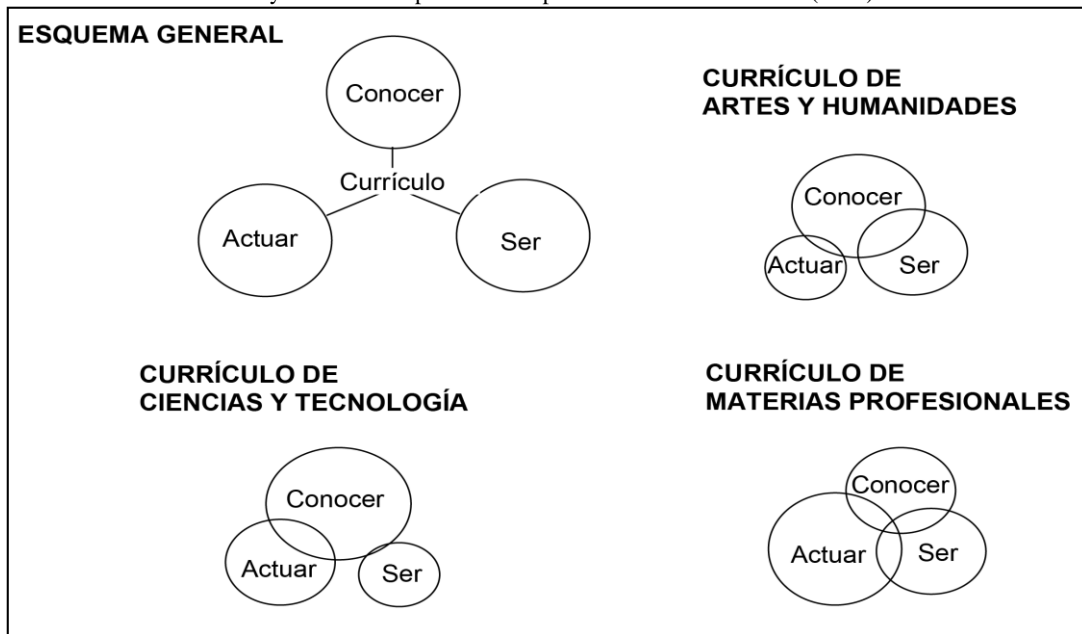 ESQUEMA GENERAL
Conocer
Currículo
Actuar
Ser
CURRÍCULO DE
ARTES Y HUMANIDADES
Conocer
Actuar
Ser
CURRÍCULO DE
CIENCIAS Y TECNOLOGÍA
Conocer
Actuar
Ser
CURRÍCULO DE
MATERIAS PROFESIONALES
Conocer
Actuar
Ser